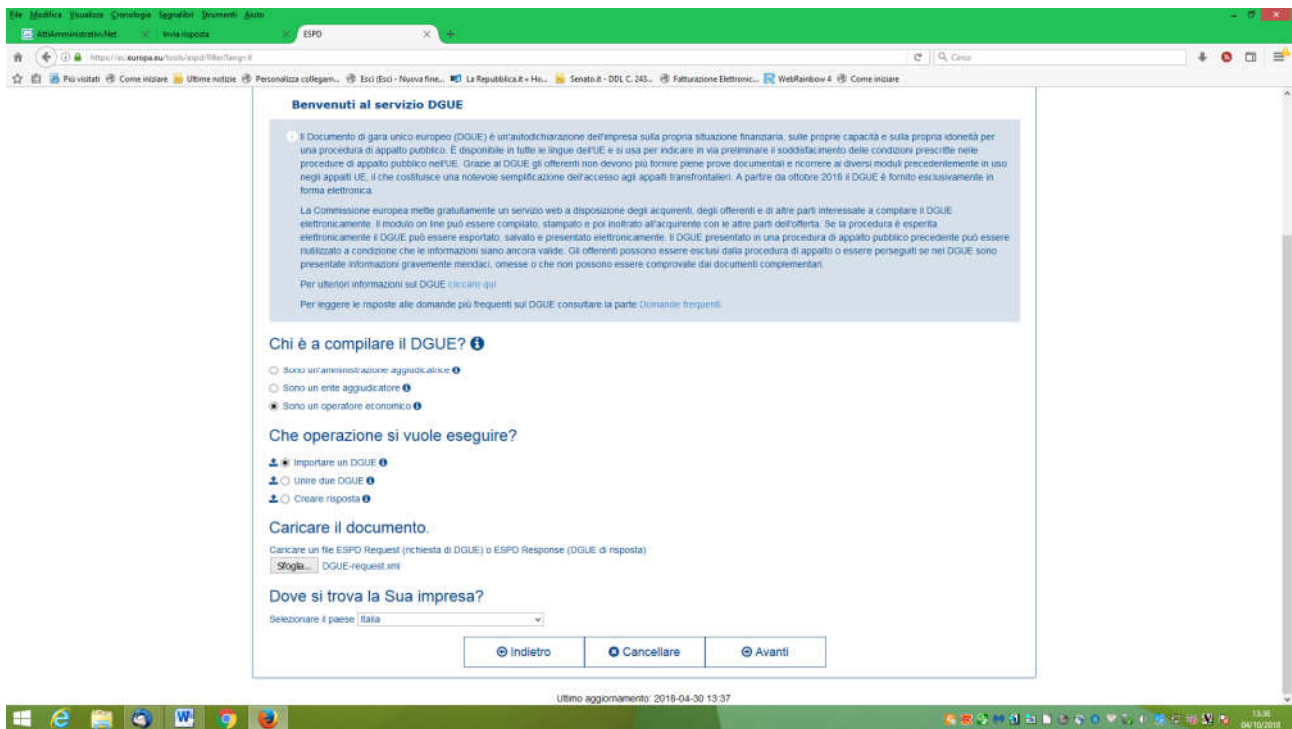 File Modifica Visualizza Cronologia Segnalibri Strumenti Aiuto
AttiAmministrativi.Net Invia risposta ESPD
https://ec.europa.eu/tools/espd/filter?lang=it Cerca
Più visitati Come iniziare Ultime notizie Personalizza collegam... Esci (Esci) - Nuova fine... La Repubblica.it « Ho... Senato.it - DDL C. 243... Fatturazione Elettronic... WebRainbow 4 Come iniziare
Benvenuti al servizio DGUE
Il Documento di gara unico europeo (DGUE) è un'autodichiarazione dell'impresa sulla propria situazione finanziaria, sulle proprie capacità e sulla propria idoneità per
una procedura di appalto pubblico. È disponibile in tutte le lingue dell'UE e si usa per indicare in via preliminare il soddisfacimento delle condizioni prescritte nelle
procedure di appalto pubblico nell'UE. Grazie al DGUE gli offerenti non devono più fornire piene prove documentali e ricorrere ai diversi moduli precedentemente in uso
negli appalti UE, il che costituisce una notevole semplificazione dell'accesso agli appalti transfrontalieri. A partire da ottobre 2018 il DGUE è fornito esclusivamente in
forma elettronica.
La Commissione europea mette gratuitamente un servizio web a disposizione degli acquirenti, degli offerenti e di altre parti interessate a compilare il DGUE
elettronicamente. Il modulo on line può essere compilato, stampato e poi inoltrato all'acquirente con le altre parti dell'offerta. Se la procedura è esperita
elettronicamente il DGUE può essere esportato, salvato e presentato elettronicamente. Il DGUE presentato in una procedura di appalto pubblico precedente può essere
riutilizzato a condizione che le informazioni siano ancora valide. Gli offerenti possono essere esclusi dalla procedura di appalto o essere perseguiti se nel DGUE sono
presentate informazioni gravemente mendaci, omesse o che non possono essere comprovate dai documenti complementari.
Per ulteriori informazioni sul DGUE cliccare qui
Per leggere le risposte alle domande più frequenti sul DGUE consultare la parte Domande frequenti
Chi è a compilare il DGUE?
Sono un'amministrazione aggiudicatrice
Sono un ente aggiudicatore
Sono un operatore economico
Che operazione si vuole eseguire?
Importare un DGUE
Unire due DGUE
Creare risposta
Caricare il documento.
Caricare un file ESPD Request (richiesta di DGUE) o ESPD Response (DGUE di risposta)
Sfoglia... DGUE-request.xml
Dove si trova la Sua impresa?
Selezionare il paese Italia
Indietro Cancellare Avanti
Ultimo aggiornamento: 2018-04-30 13:37
13:36
04/10/2018